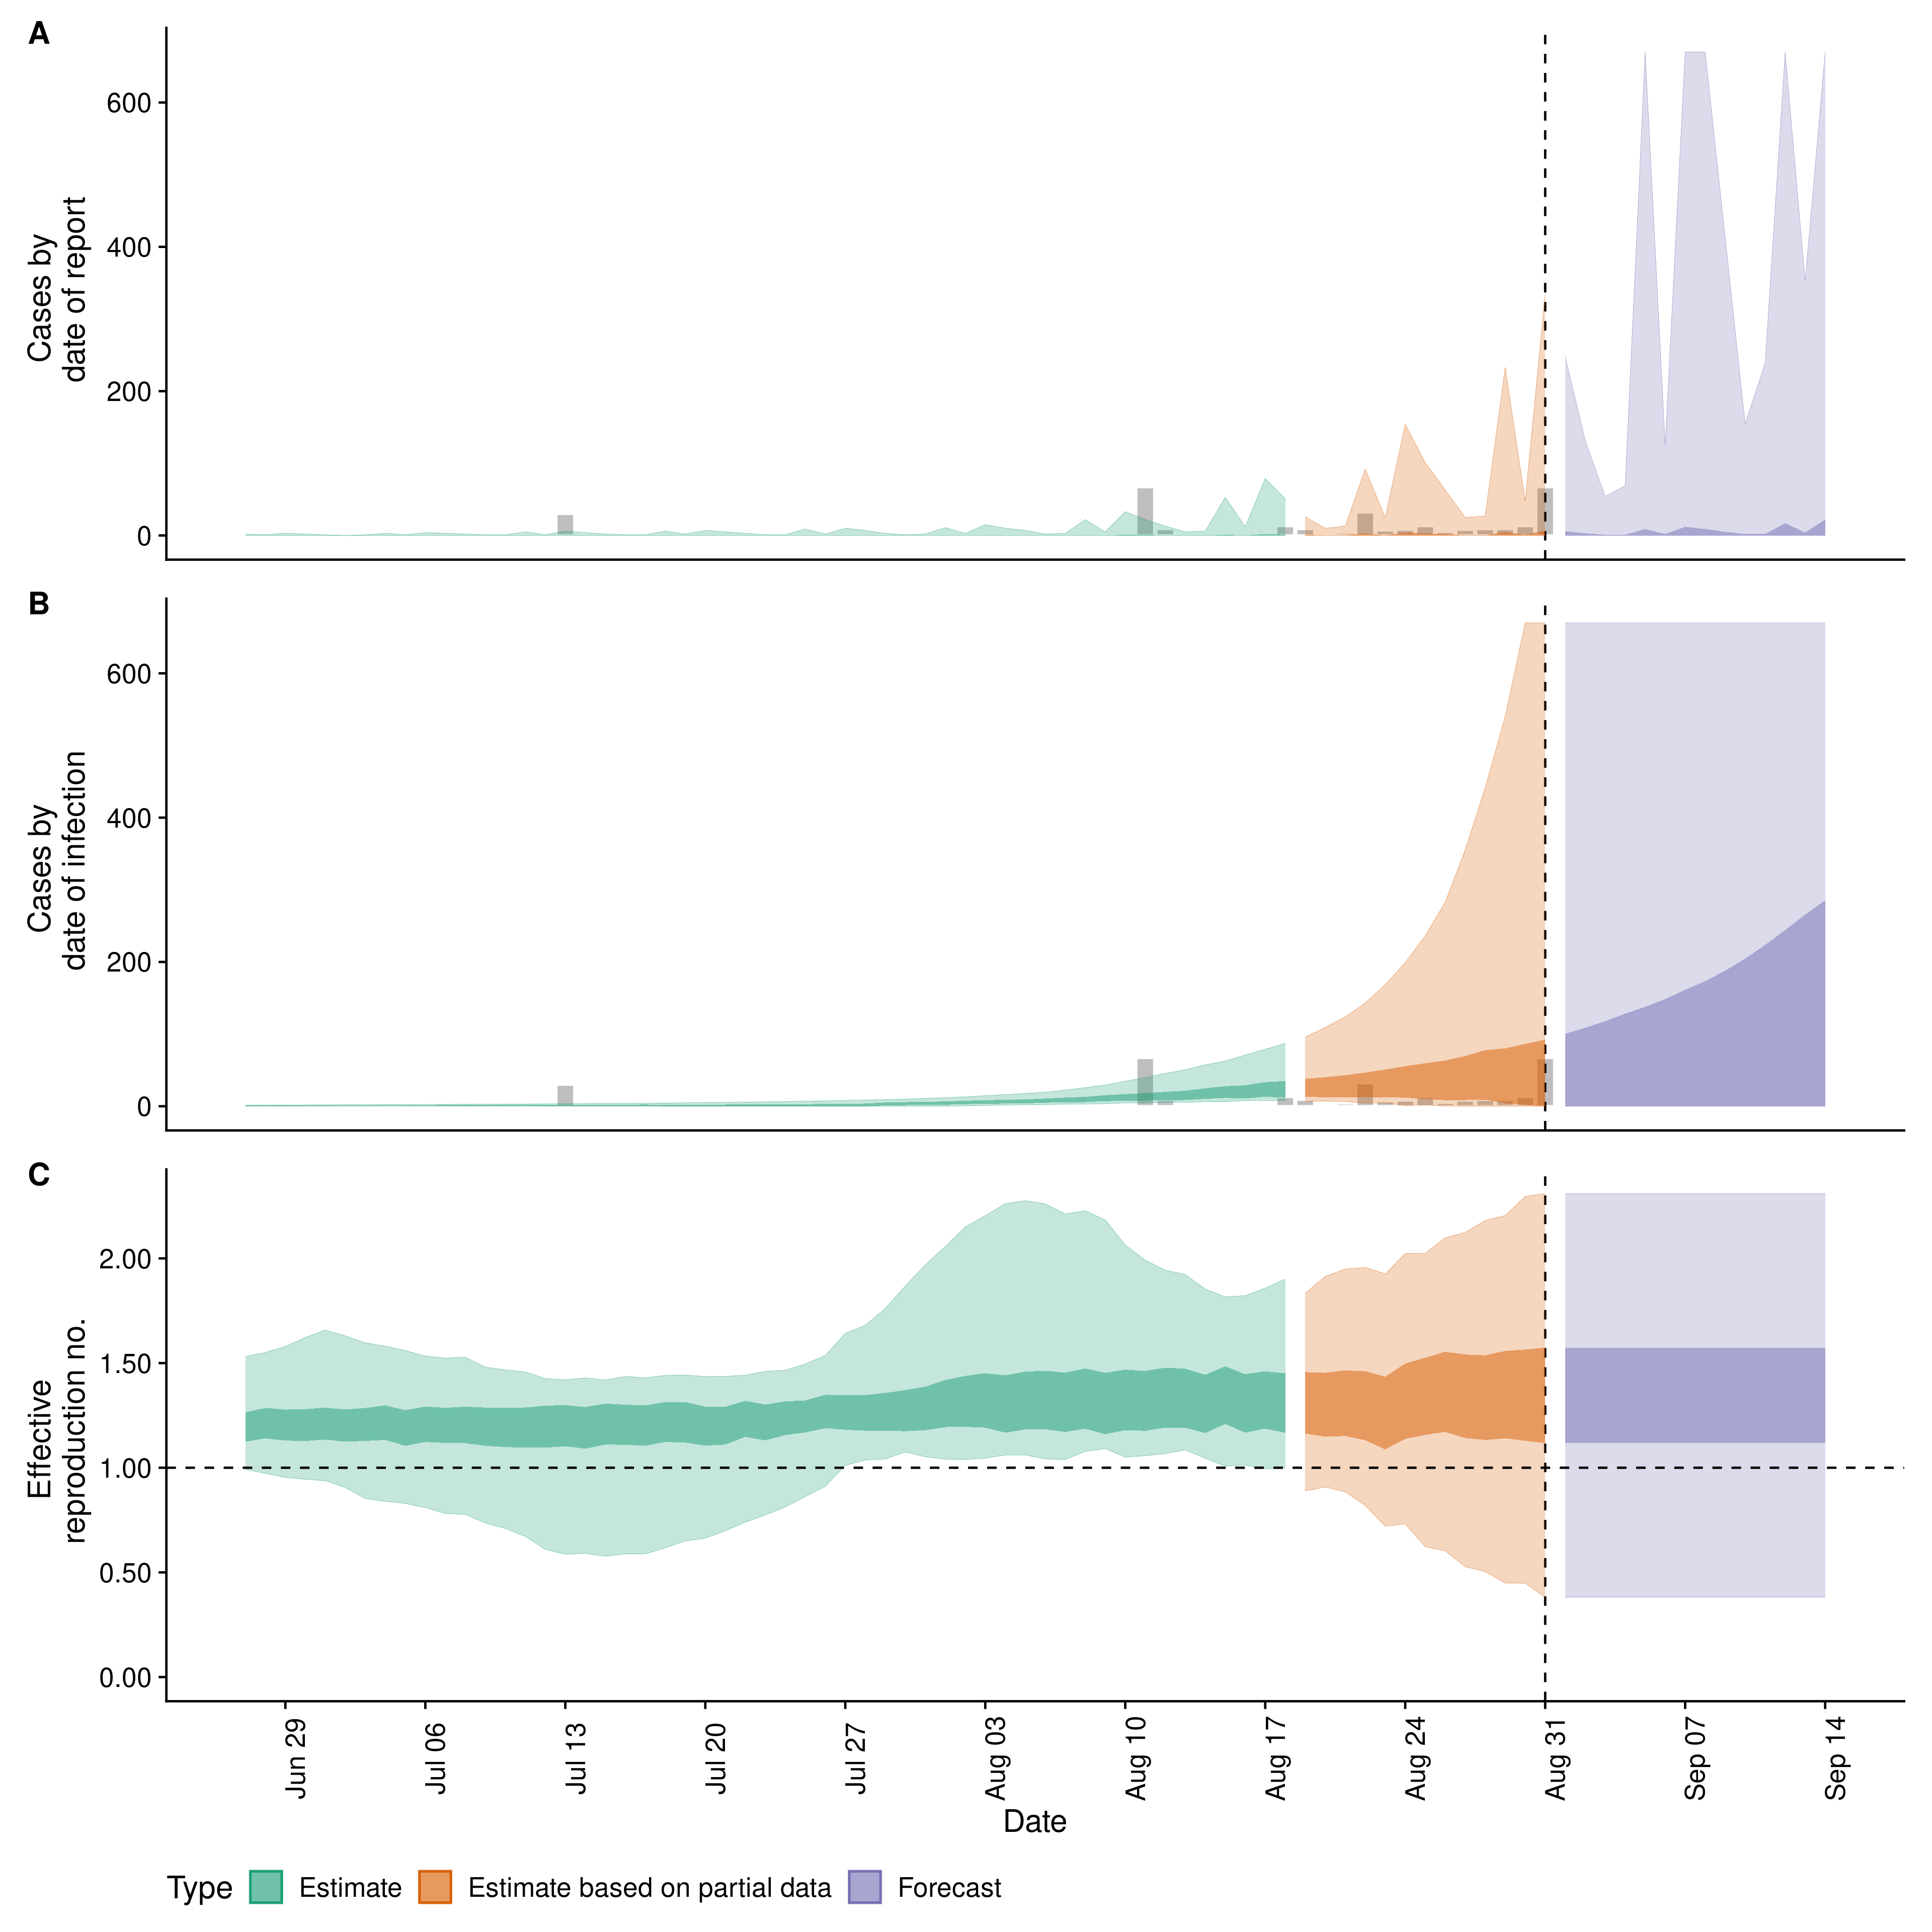 A
Cases by
date of report
600
400
200
0
B
Cases by
date of infection
600
400
200
0
C
Effective
reproduction no.
2.00
1.50
1.00
0.50
0.00
Jun 29
Jul 06
Jul 13
Jul 20
Jul 27
Aug 03
Aug 10
Aug 17
Aug 24
Aug 31
Sep 07
Sep 14
Date
Type Estimate Estimate based on partial data Forecast